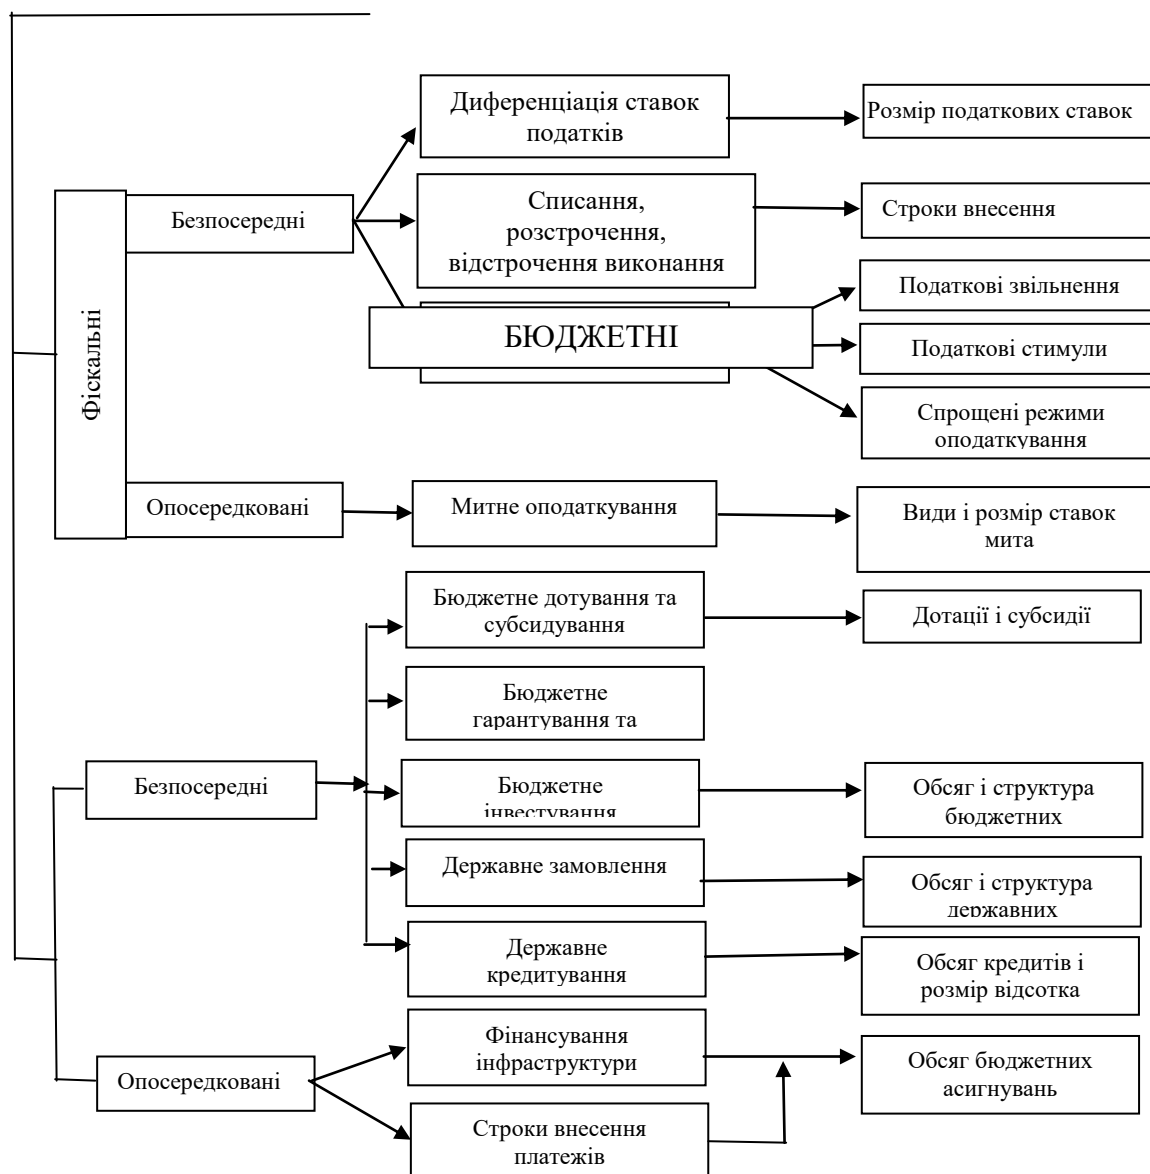 Диференціація ставок
податків
Розмір податкових ставок
Фіскальні
Безпосередні
Списання,
розстрочення,
відстрочення виконання
Строки внесення
БЮДЖЕТНІ
Податкові звільнення
Податкові стимули
Спрощені режими
оподаткування
Опосередковані
Митне оподаткування
Види і розмір ставок
мита
Бюджетне дотування та
субсидування
Дотації і субсидії
Бюджетне
гарантування та
Безпосередні
Бюджетне
інвестування
Обсяг і структура
бюджетних
Державне замовлення
Обсяг і структура
державних
Державне
кредитування
Обсяг кредитів і
розмір відсотка
Опосередковані
Фінансування
інфраструктури
Обсяг бюджетних
асигнувань
Строки внесення
платежів